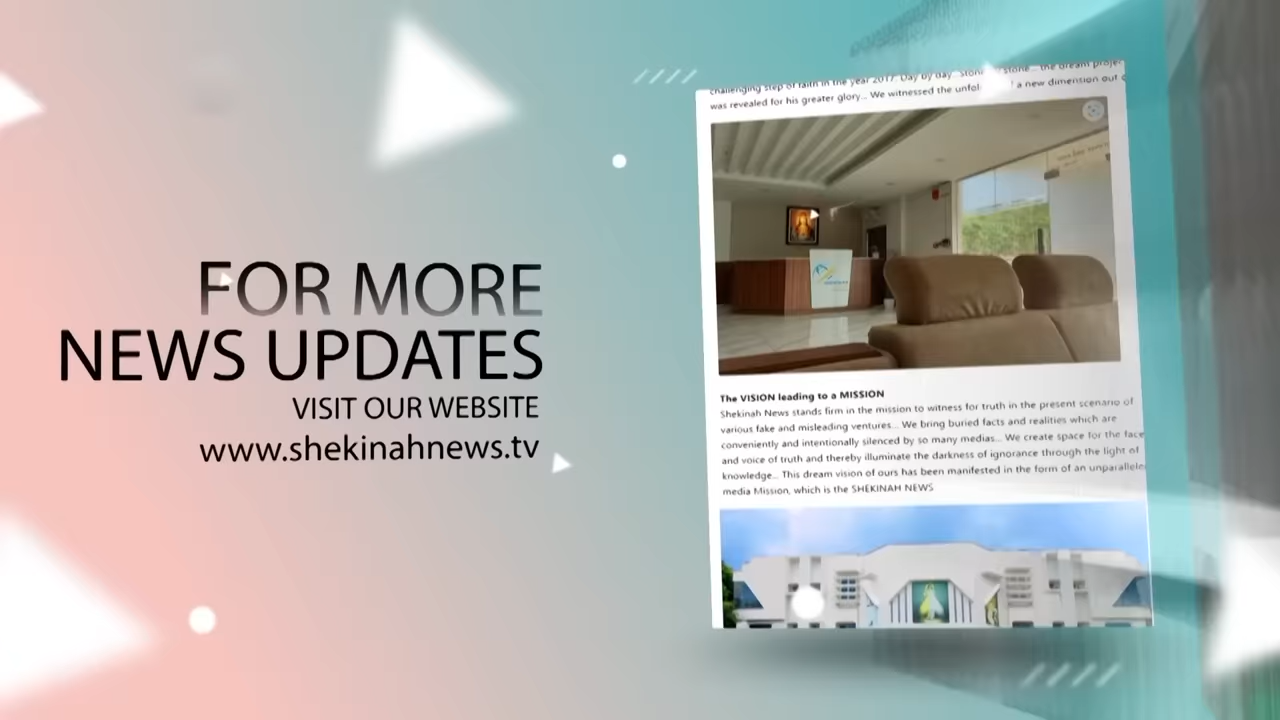 FOR MORE
NEWS UPDATES
VISIT OUR WEBSITE
www.shekinahnews.tv
challenging step of faith in the year 2017. Day by day... stone the dream
was revealed for his greater glory... We witnessed the a new dimension out
The VISION leading to a MISSION
Shekinah News stands firm in the mission to witness for truth in the present scenario of
various fake and misleading ventures... We bring buried facts and realities which are
conveniently and intentionally silenced by so many medias... We create space for the face
and voice of truth and thereby illuminate the darkness of ignorance through the light of
knowledge... This dream vision of ours has been manifested in the form of an
media Mission, which is the SHEKINAH NEWS